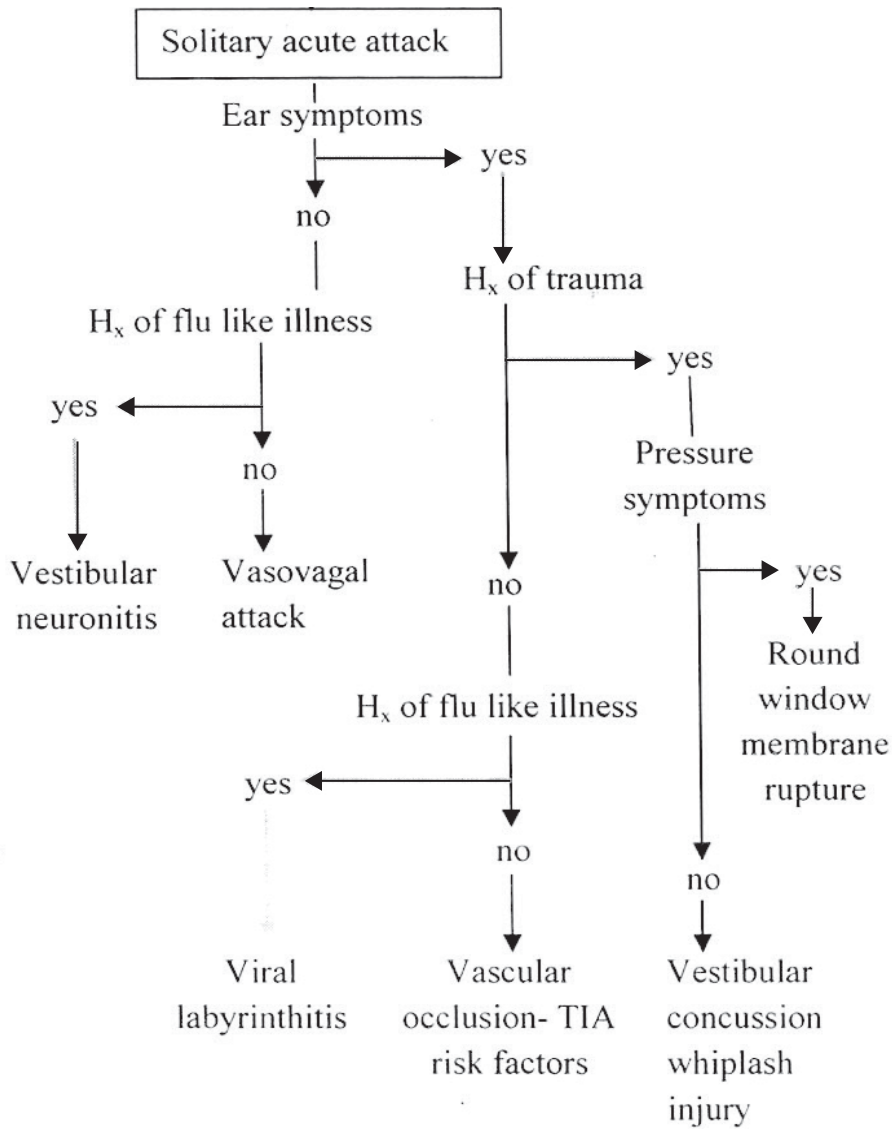 Solitary acute attack
Ear symptoms
yes
no
Hx of trauma
Hx of flu like illness
yes
yes
no
Pressure
symptoms
Vestibular
neuronitis
Vasovagal
attack
no
yes
Round
window
membrane
rupture
Hx of flu like illness
yes
no
no
Viral
labyrinthitis
Vascular
occlusion- TIA
risk factors
Vestibular
concussion
whiplash
injury